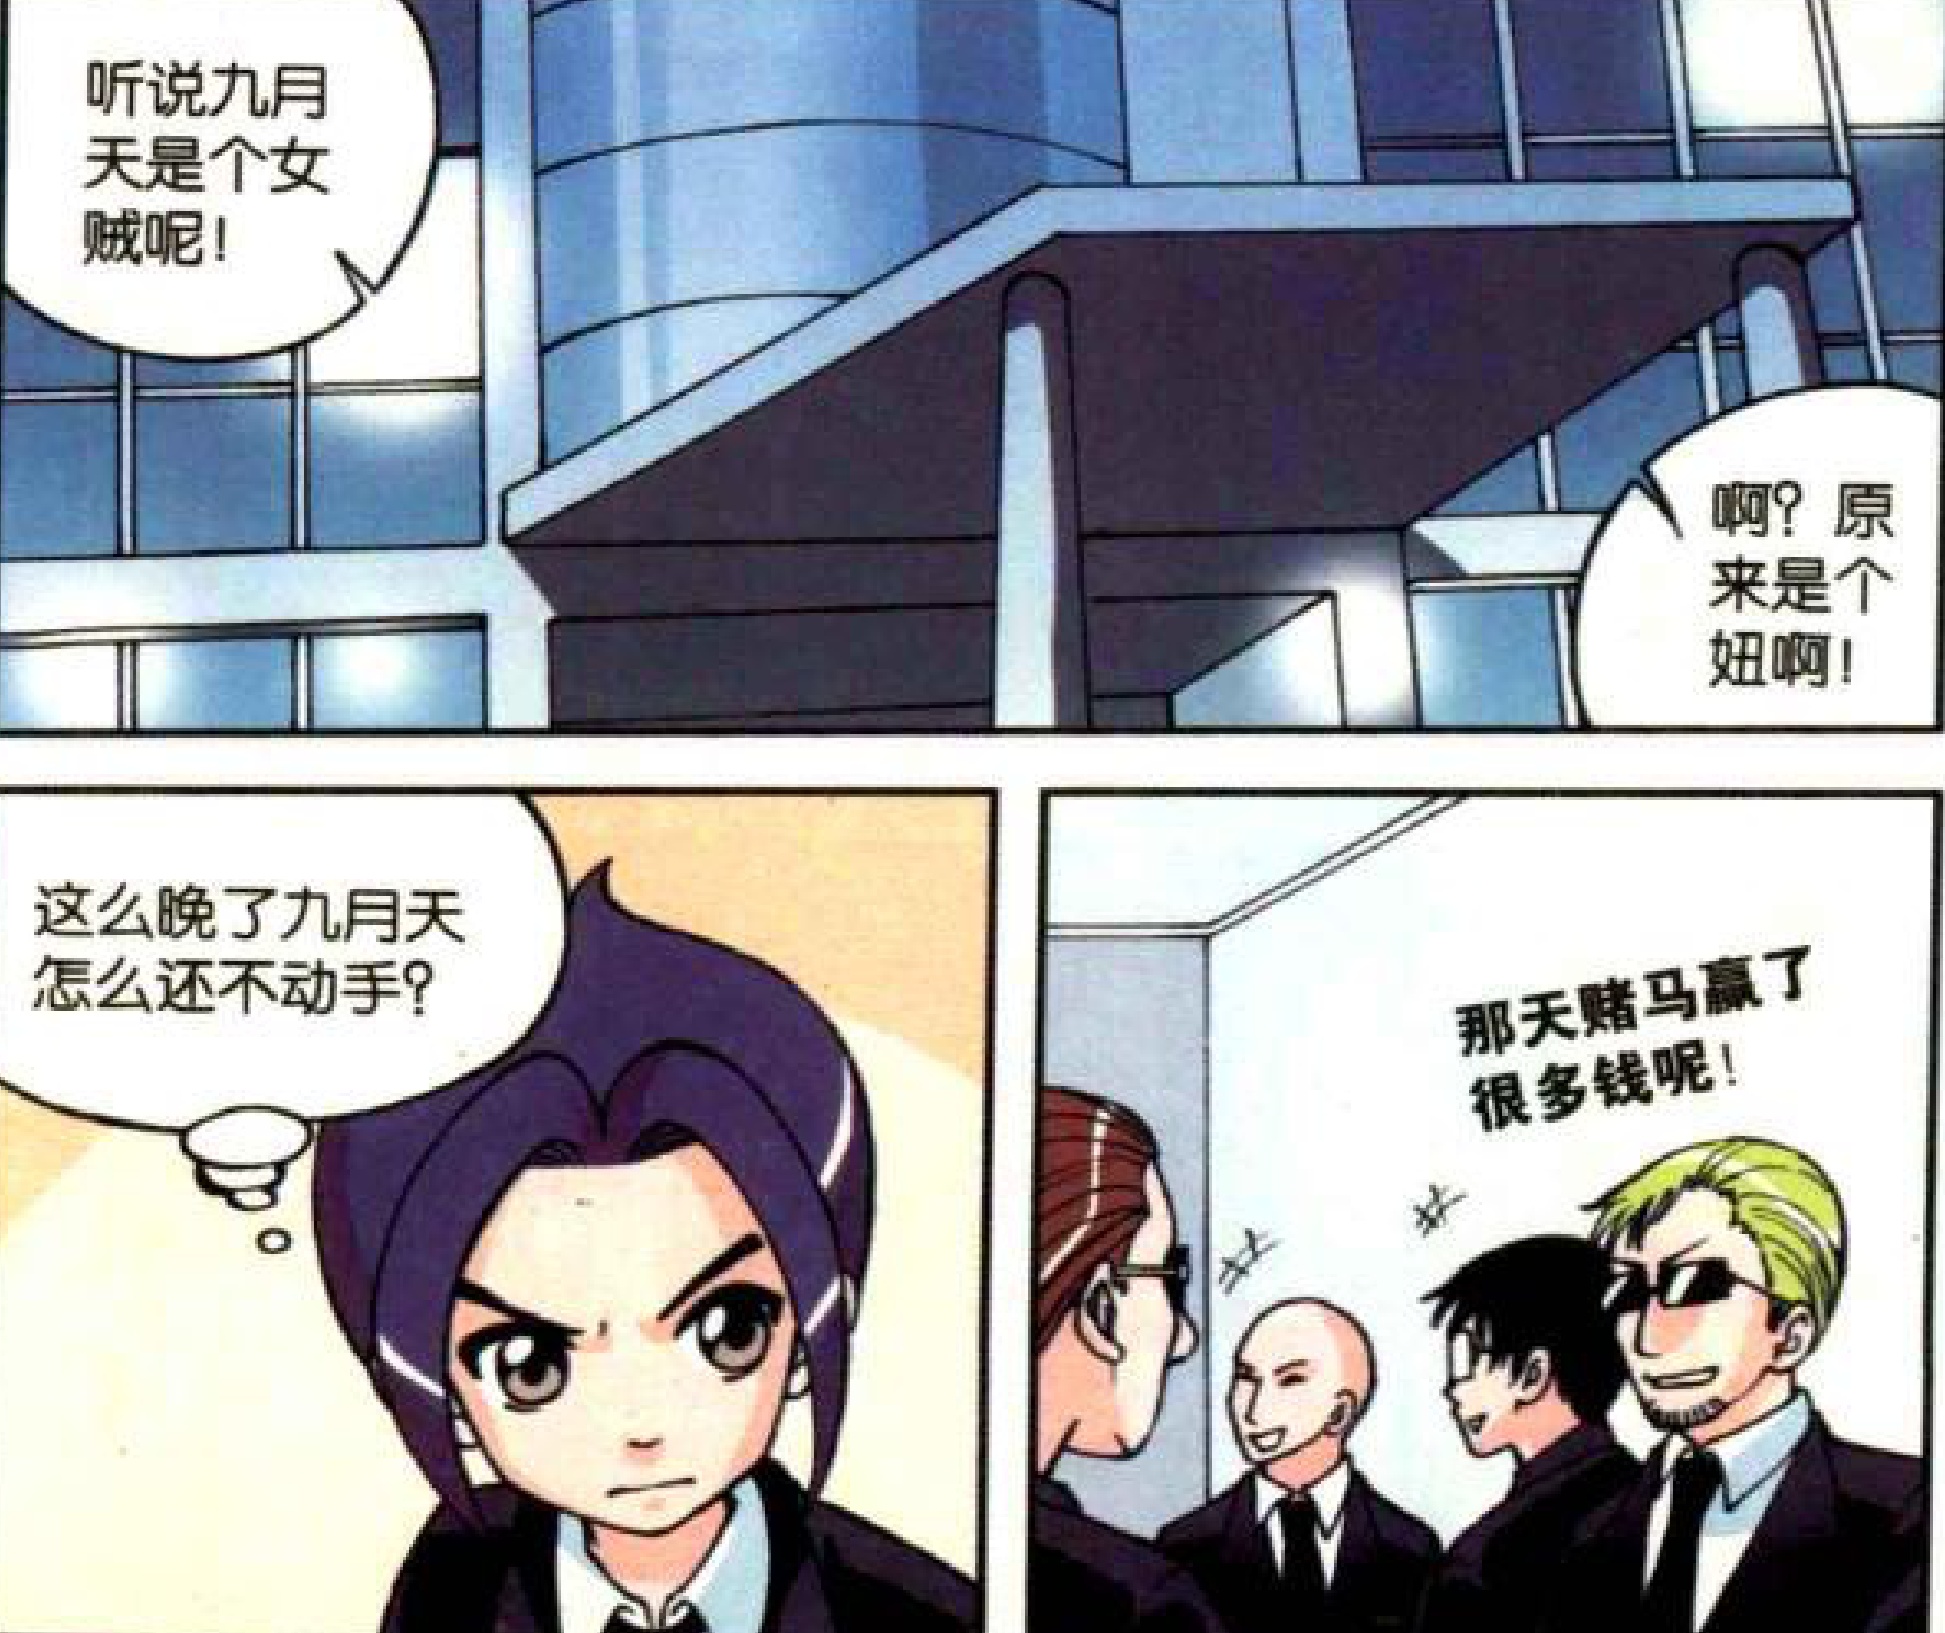 听说九月
天是个女
贼呢！
啊？原
来是个
妞啊！
这么晚了九月天
怎么还不动手？
那天赌马赢了
很多钱呢！